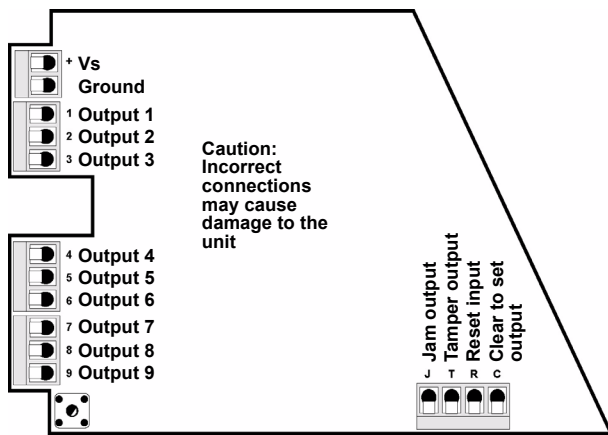 + Vs
Ground
1 Output 1
2 Output 2
3 Output 3
Caution:
Incorrect
connections
may cause
damage to the
unit
4 Output 4
5 Output 5
6 Output 6
7 Output 7
8 Output 8
9 Output 9
Jam output
Tamper output
Reset input
Clear to set
output
J T R C